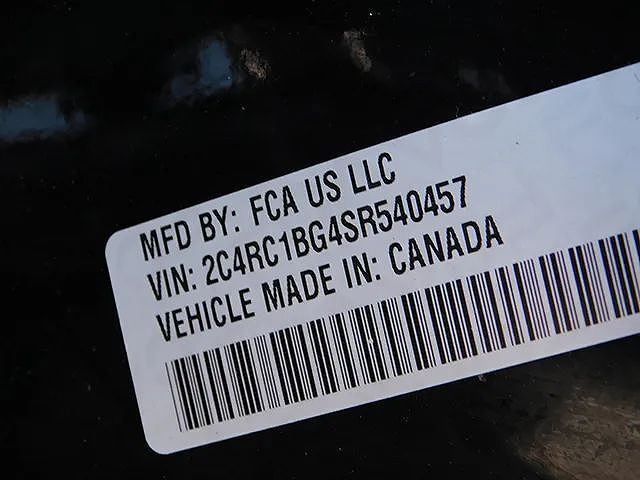 MFD BY: FCA US LLC
VIN: 2C4RC1BG4SR540457
VEHICLE MADE IN: CANADA